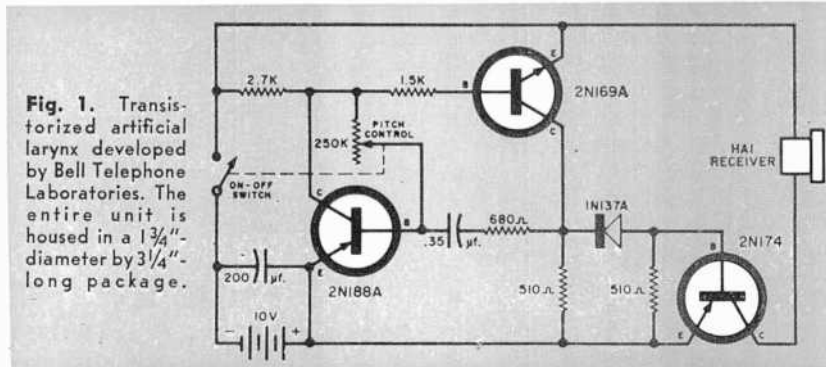 Fig. 1. Transis-
torized artificial
larynx developed
by Bell Telephone
Laboratories. The
entire unit is
housed in a 1¾"-
diameter by 3¼"-
long package.
2.7K
1.5K
B
E
C
2N169A
PITCH
CONTROL
250K
ON-OFF
SWITCH
HAI
RECEIVER
C
B
E
.35 µf.
680Ω
1N137A
2N174
B
E
C
200 µf.
2N188A
510Ω
510Ω
10V
- +